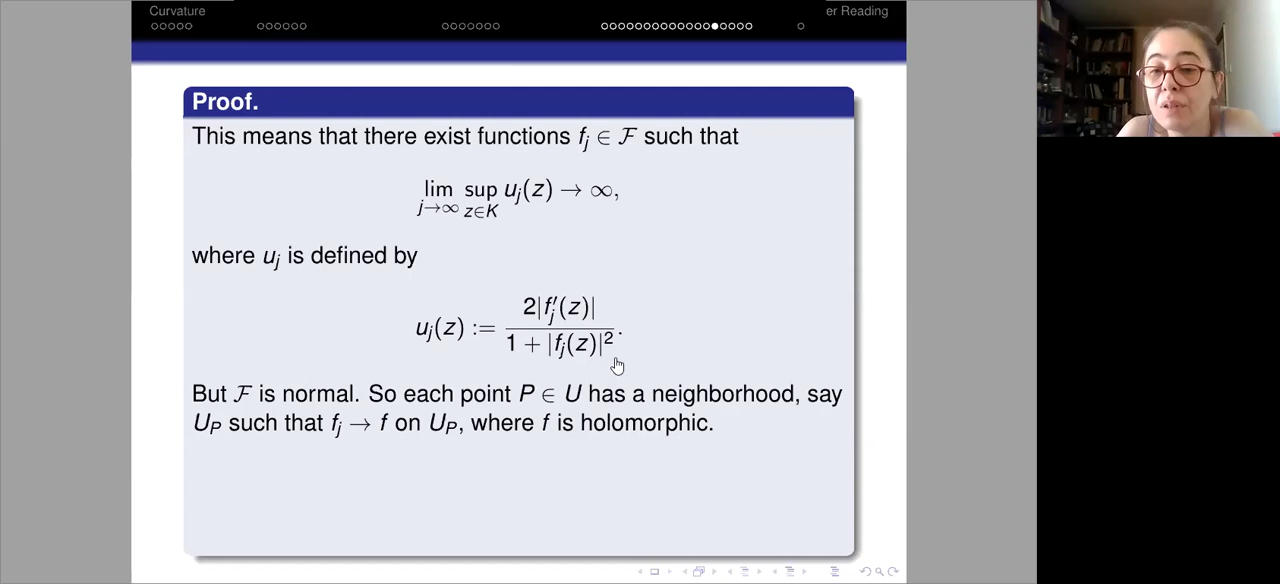 Curvature
er Reading
Proof.
This means that there exist functions f_j ∈ ℱ such that
lim sup u_j(z) → ∞,
j→∞ z∈K
where u_j is defined by
u_j(z) := 2|f_j′(z)| / 1 + |f_j(z)|² .
But ℱ is normal. So each point P ∈ U has a neighborhood, say
U_P such that f_j → f on U_P, where f is holomorphic.